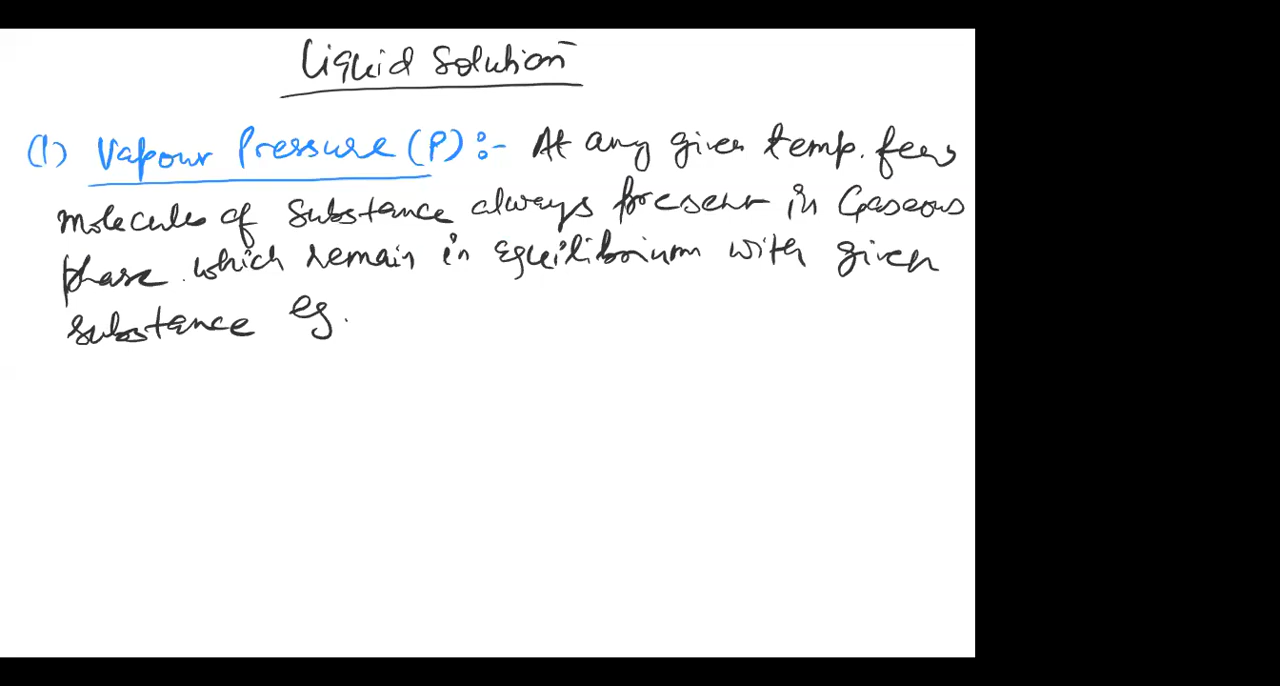 Liquid Solution
(1) Vapour Pressure (P) :- At any given temp. few
molecules of substance always present in Gaseous
phase which remain in equilibrium with given
substance eg.